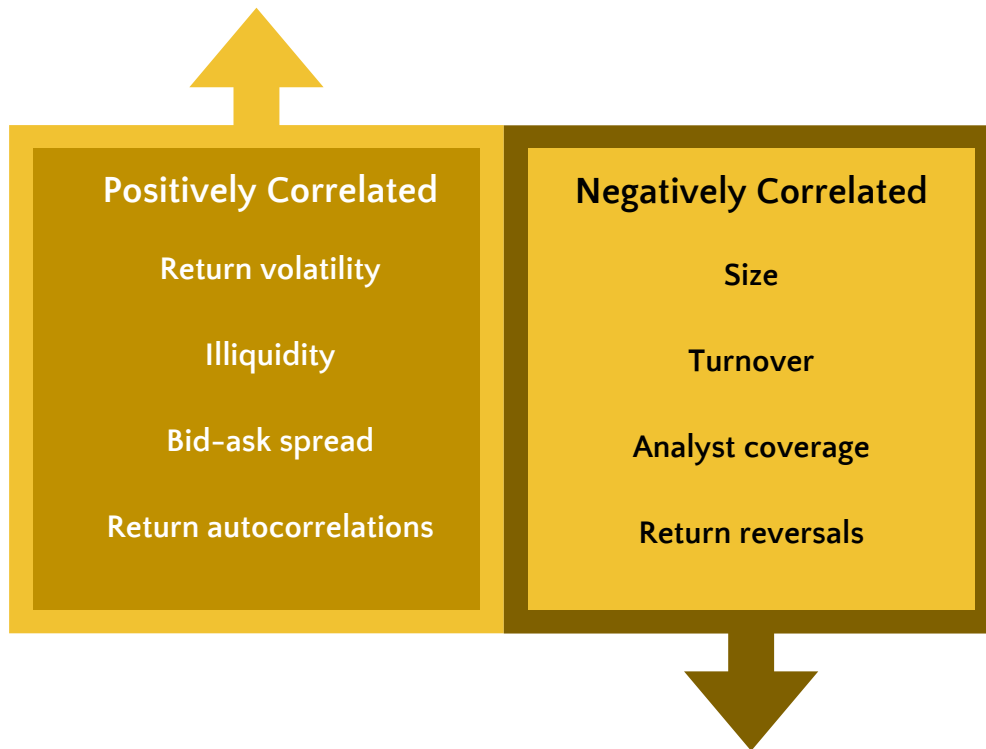 Positively Correlated
Return volatility
Illiquidity
Bid-ask spread
Return autocorrelations
Negatively Correlated
Size
Turnover
Analyst coverage
Return reversals